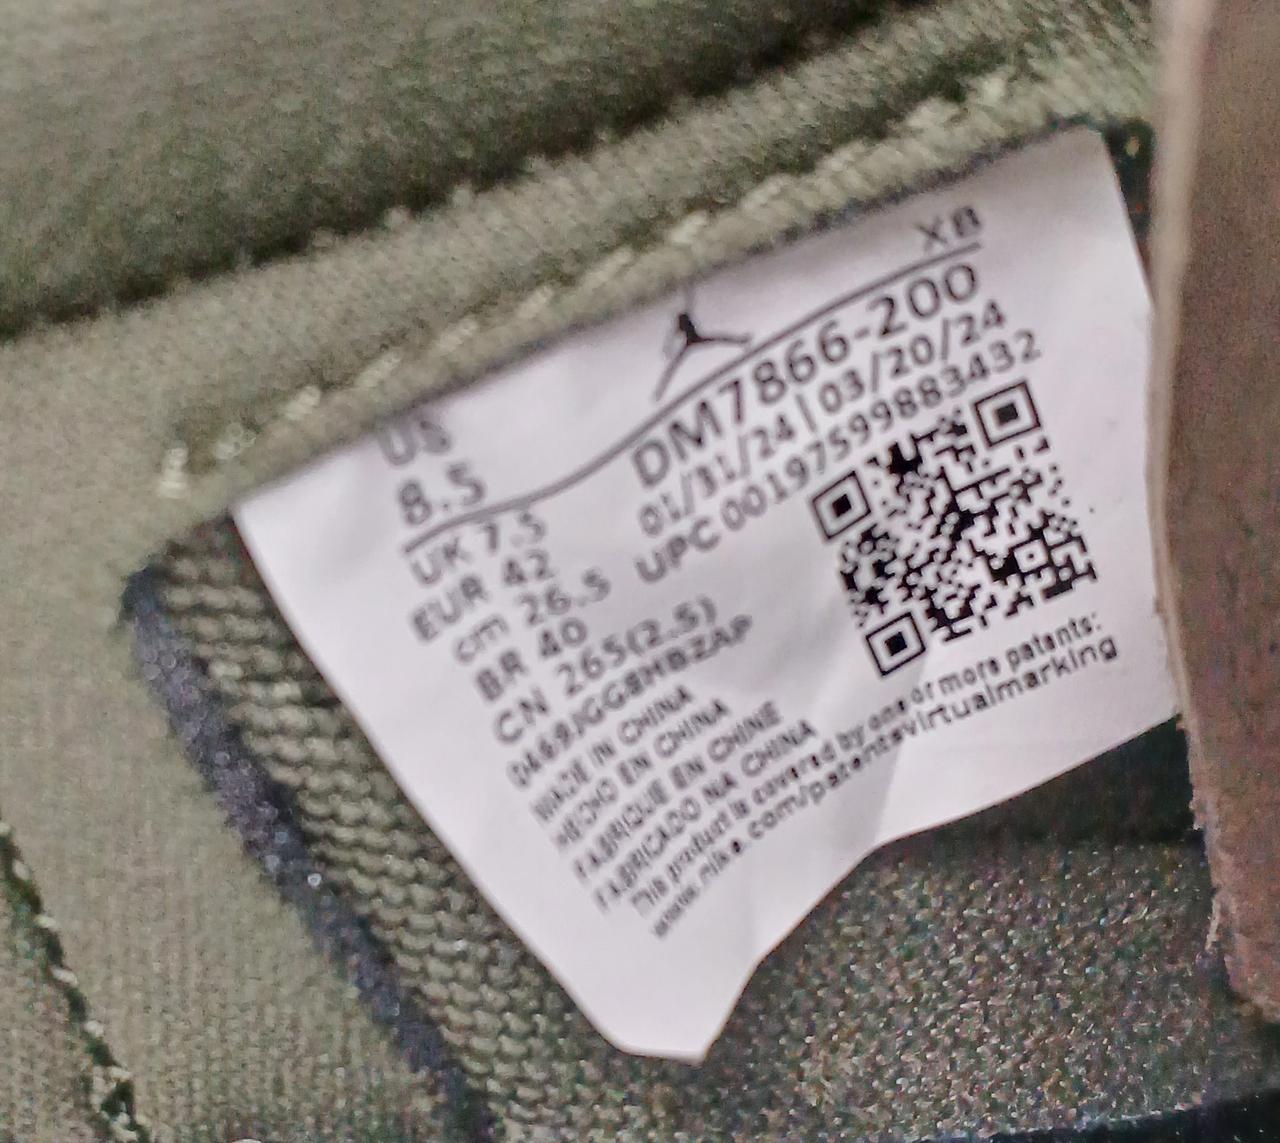 XB
US
8.5
UK 7.5
EUR 42
cm 26.5
BR 40
CN 265(2.5)
DM7866-200
01/31/24 | 03/20/24
UPC 00197599883432
MADE IN CHINA
HECHO EN CHINA
FABRIQUE EN CHINE
FABRICADO NA CHINA
This product is covered by one or more patents:
www.nike.com/patentsvirtualmarking